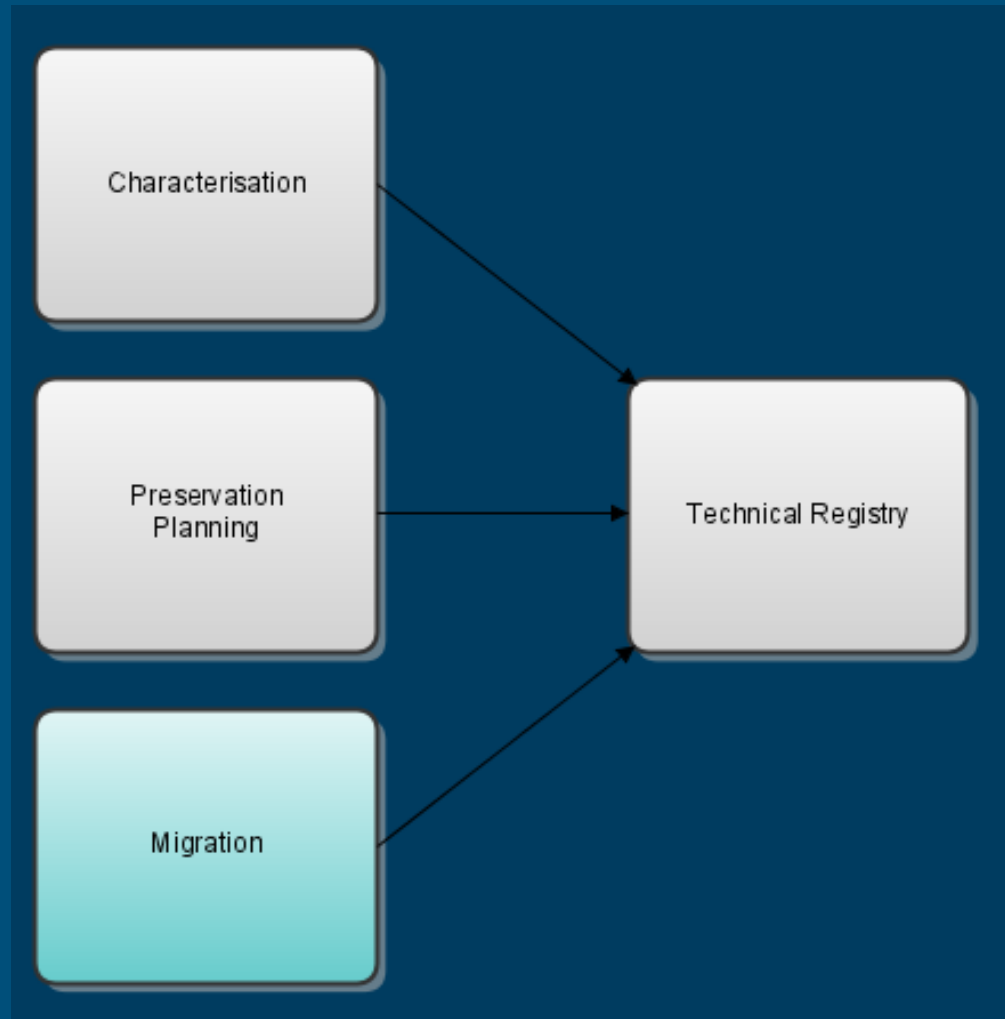 Characterisation
Preservation
Planning
Technical Registry
Migration